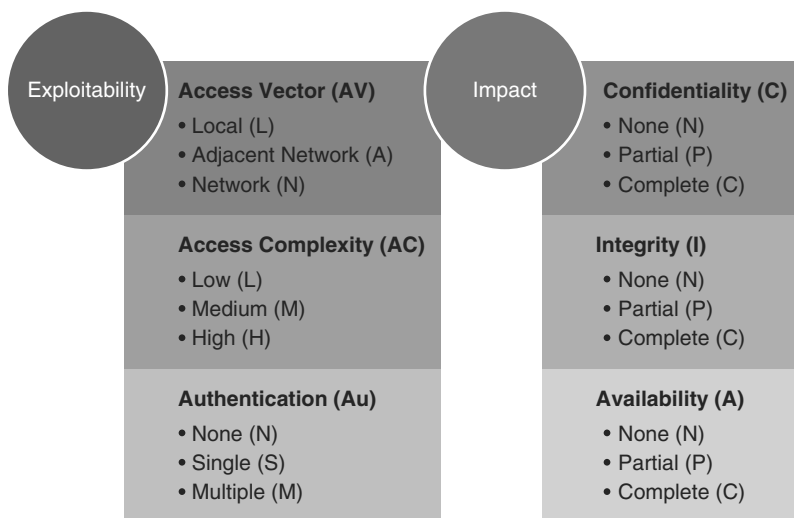 Exploitability
Access Vector (AV)
• Local (L)
• Adjacent Network (A)
• Network (N)
Access Complexity (AC)
• Low (L)
• Medium (M)
• High (H)
Authentication (Au)
• None (N)
• Single (S)
• Multiple (M)
Impact
Confidentiality (C)
• None (N)
• Partial (P)
• Complete (C)
Integrity (I)
• None (N)
• Partial (P)
• Complete (C)
Availability (A)
• None (N)
• Partial (P)
• Complete (C)